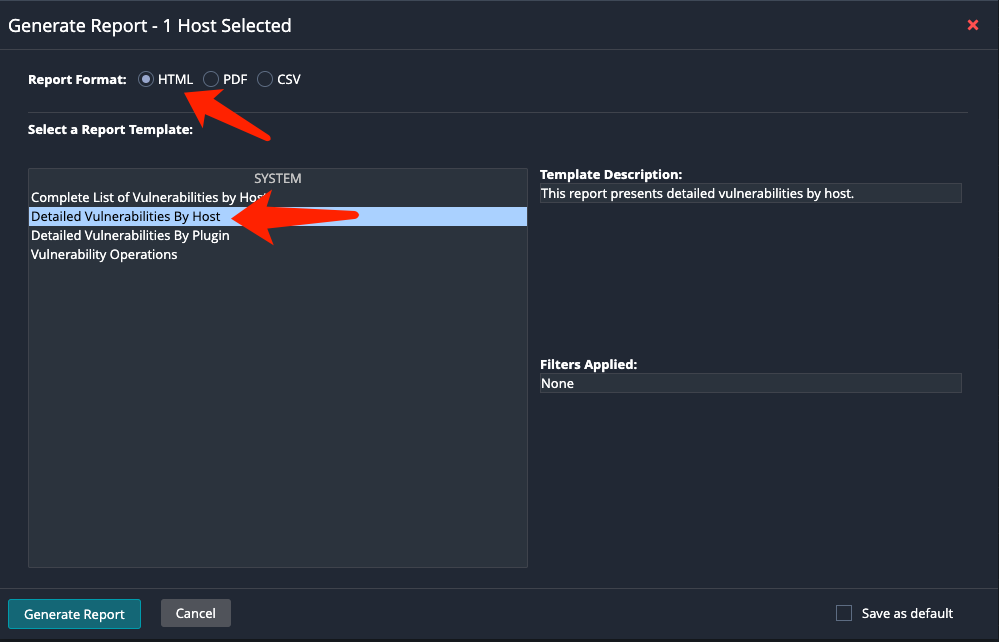 Generate Report - 1 Host Selected
Report Format: HTML PDF CSV
Select a Report Template:
SYSTEM
Complete List of Vulnerabilities by Host
Detailed Vulnerabilities By Host
Detailed Vulnerabilities By Plugin
Vulnerability Operations
Template Description:
This report presents detailed vulnerabilities by host.
Filters Applied:
None
Generate Report
Cancel
Save as default